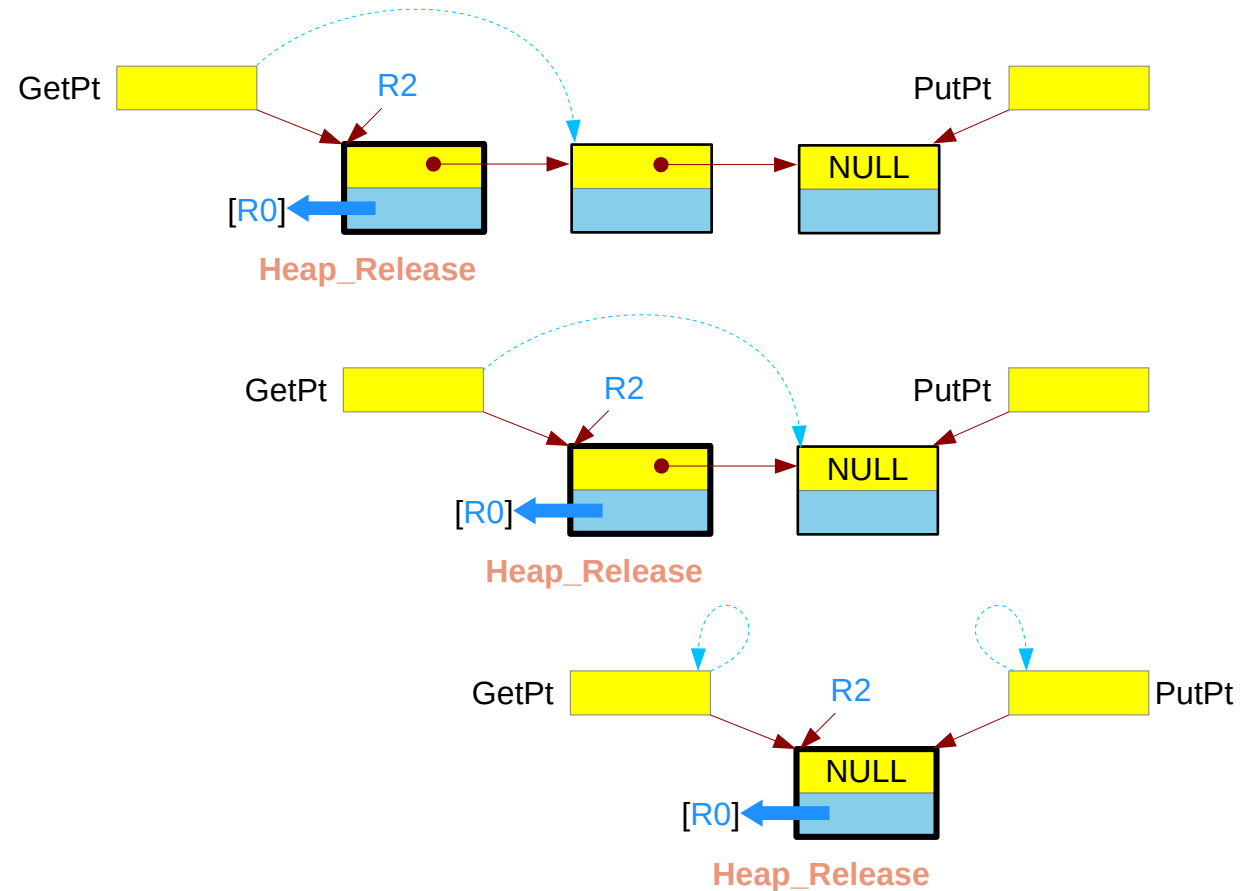 GetPt
R2
PutPt
NULL
[R0]
Heap_Release
GetPt
R2
PutPt
NULL
[R0]
Heap_Release
GetPt
R2
PutPt
NULL
[R0]
Heap_Release